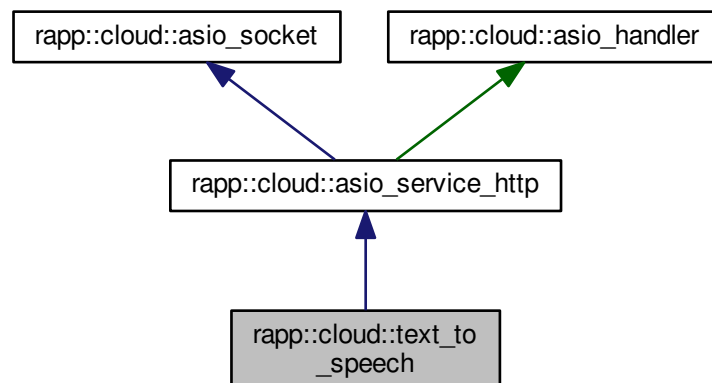 rapp::cloud::asio_socket
rapp::cloud::asio_handler
rapp::cloud::asio_service_http
rapp::cloud::text_to
_speech